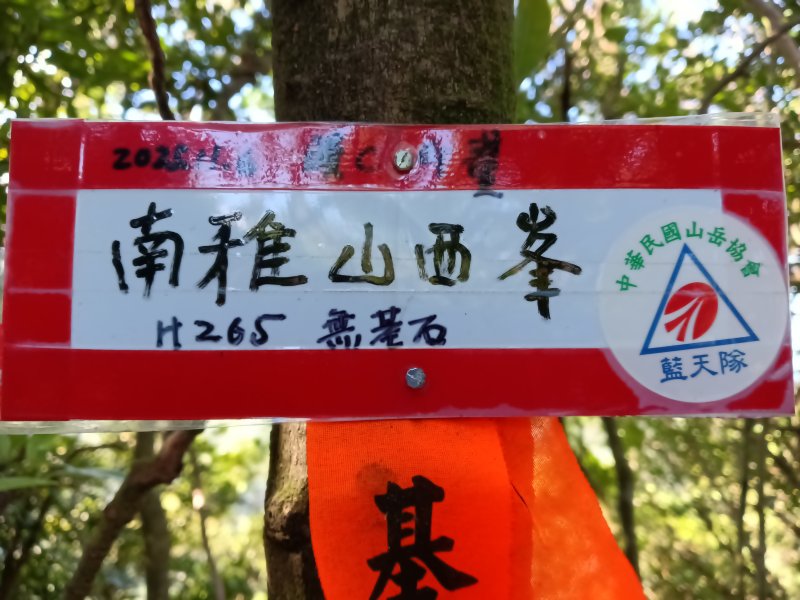 南雅山西峯
H265 無基石
中華民國山岳協會
藍天隊
基